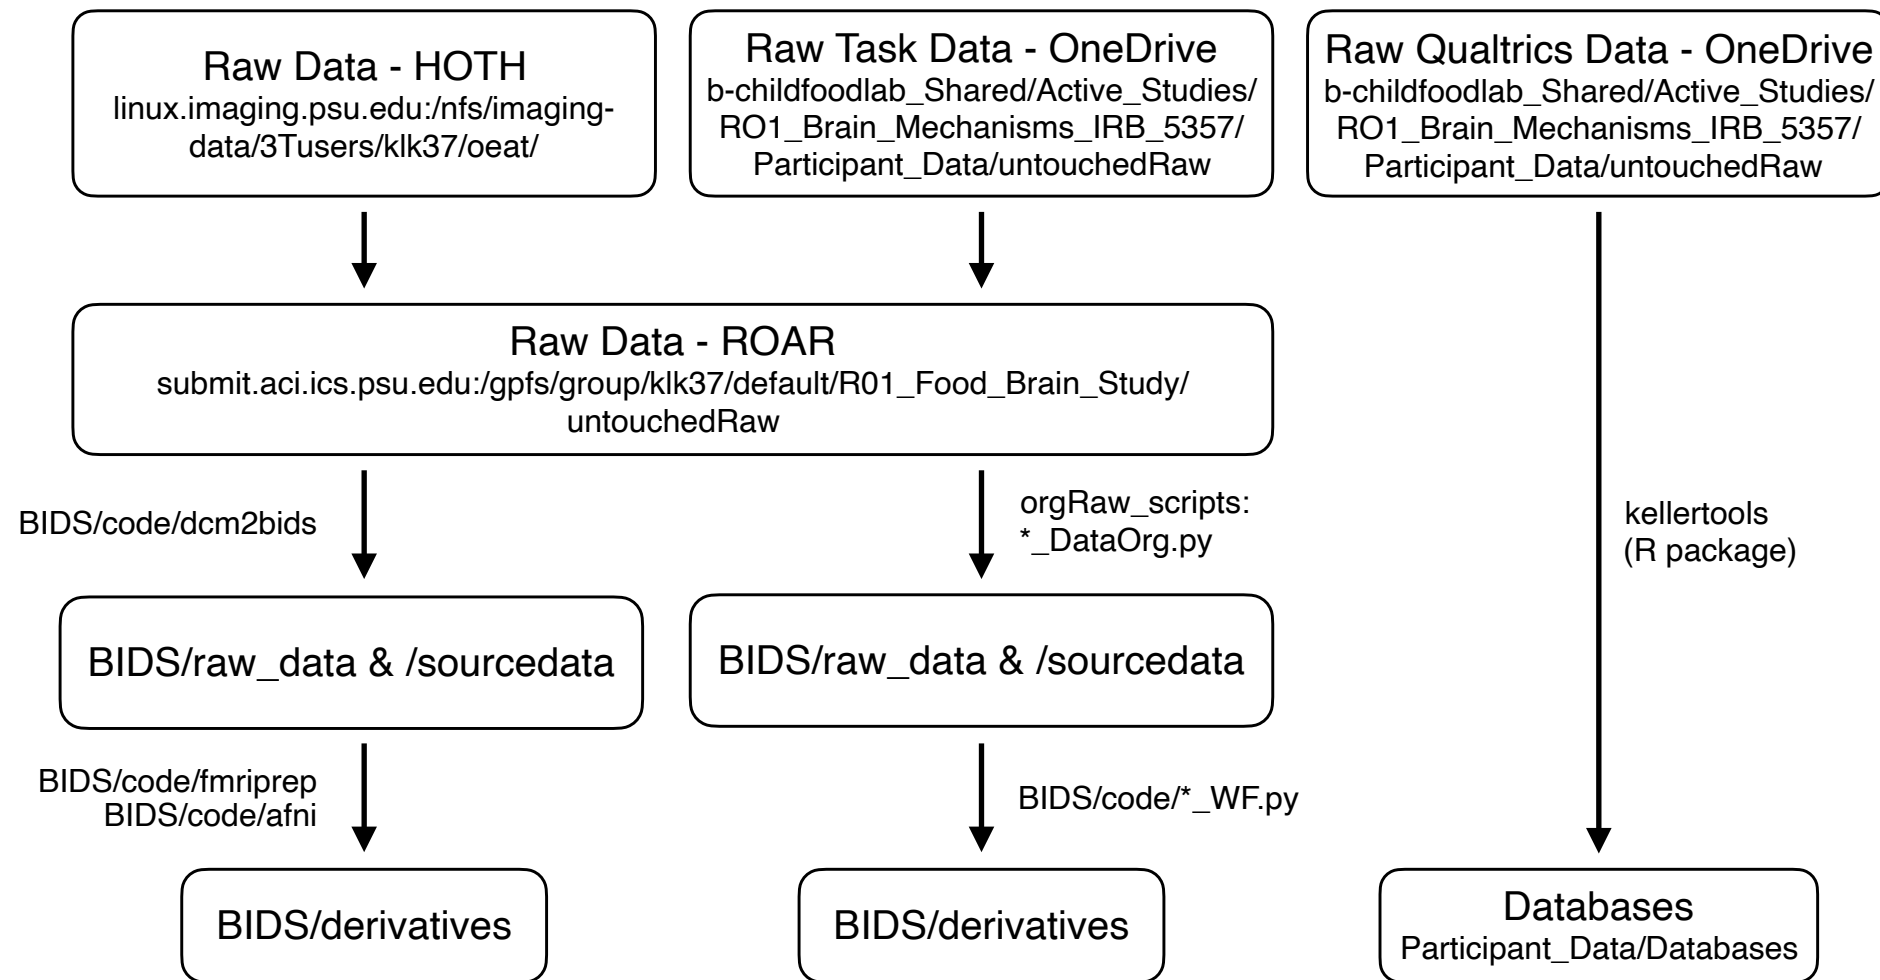 Raw Data - HOTH
linux.imaging.psu.edu:/nfs/imaging-
data/3Tusers/klk37/oeat/
Raw Task Data - OneDrive
b-childfoodlab_Shared/Active_Studies/
RO1_Brain_Mechanisms_IRB_5357/
Participant_Data/untouchedRaw
Raw Qualtrics Data - OneDrive
b-childfoodlab_Shared/Active_Studies/
RO1_Brain_Mechanisms_IRB_5357/
Participant_Data/untouchedRaw
Raw Data - ROAR
submit.aci.ics.psu.edu:/gpfs/group/klk37/default/R01_Food_Brain_Study/
untouchedRaw
BIDS/code/dcm2bids
orgRaw_scripts:
*_DataOrg.py
kellertools
(R package)
BIDS/raw_data & /sourcedata
BIDS/raw_data & /sourcedata
BIDS/code/fmriprep
BIDS/code/afni
BIDS/code/*_WF.py
BIDS/derivatives
BIDS/derivatives
Databases
Participant_Data/Databases